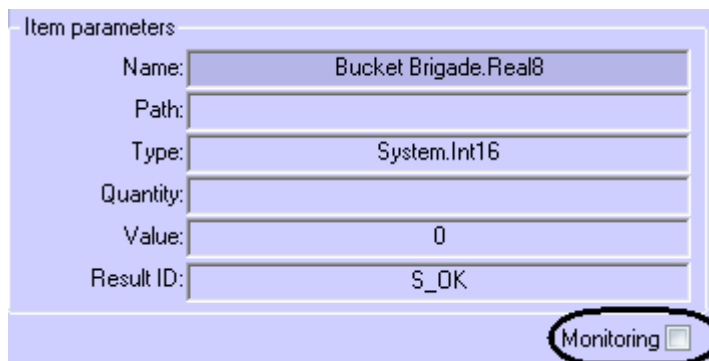 Item parameters
Name: Bucket Brigade.Real8
Path:
Type: System.Int16
Quantity:
Value: 0
Result ID: S_OK
Monitoring